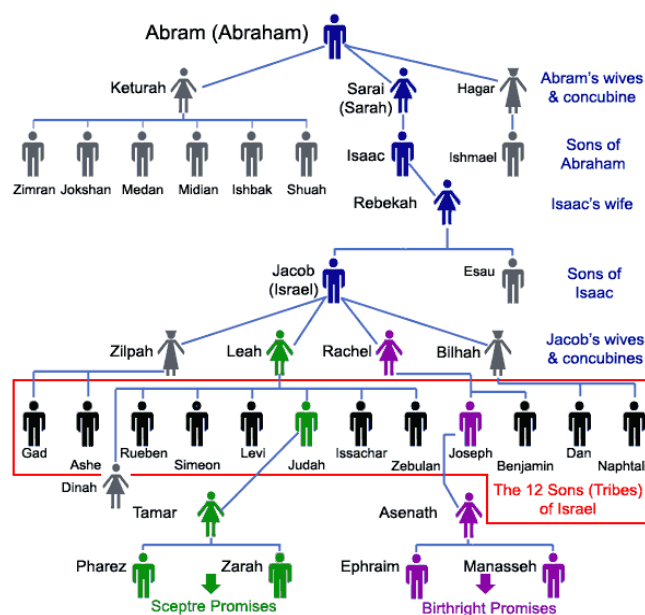 Abram (Abraham)
Keturah
Sarai
(Sarah)
Hagar
Abram's wives
& concubine
Zimran
Jokshan
Medan
Midian
Ishbak
Shuah
Isaac
Ishmael
Sons of
Abraham
Rebekah
Isaac's wife
Jacob
(Israel)
Esau
Sons of
Isaac
Zilpah
Leah
Rachel
Bilhah
Jacob's wives
& concubines
Gad
Ashe
Rueben
Simeon
Levi
Judah
Issachar
Zebulan
Joseph
Benjamin
Dan
Naphtal
Dinah
The 12 Sons (Tribes)
of Israel
Tamar
Asenath
Pharez
Zarah
Ephraim
Manasseh
Sceptre Promises
Birthright Promises